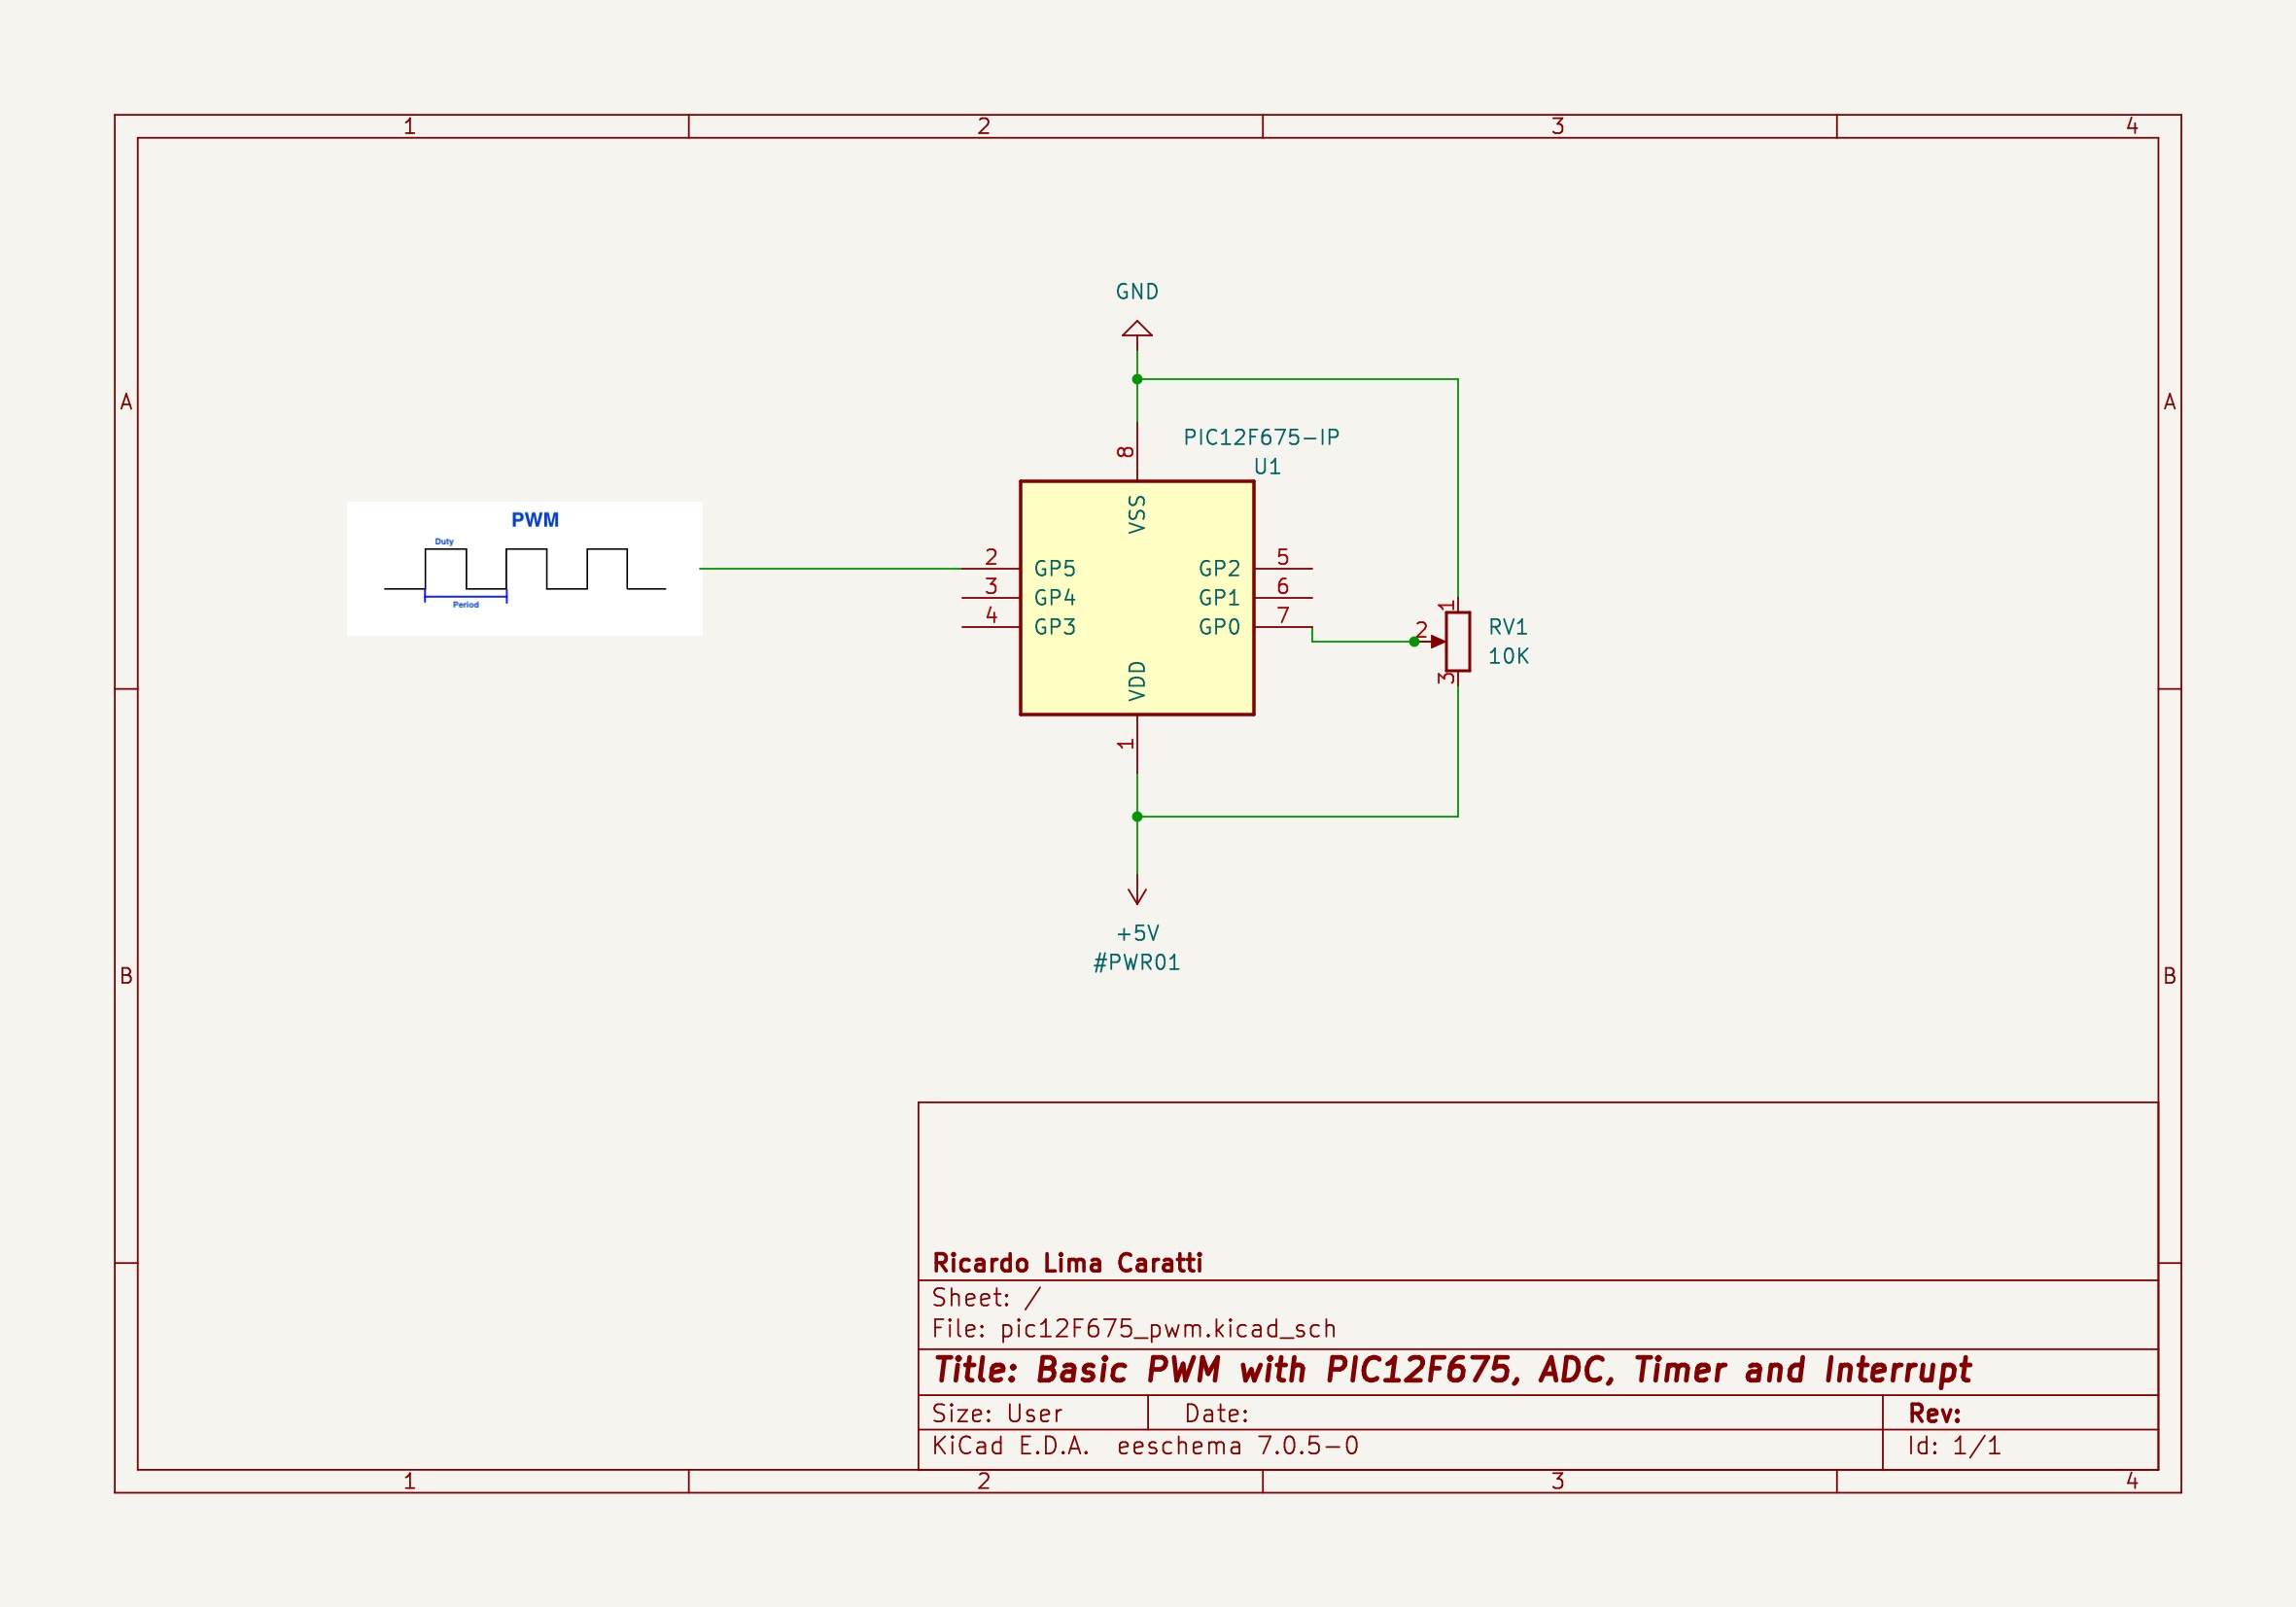 1 2 3 4
GND
A A
PIC12F675-IP
8
U1
VSS
PWM
Duty
Period
2 GP5 GP2 5
3 GP4 GP1 6
4 GP3 GP0 7
1
2 RV1
10K
3
VDD
1
+5V
#PWR01
B B
Ricardo Lima Caratti
Sheet: /
File: pic12F675_pwm.kicad_sch
Title: Basic PWM with PIC12F675, ADC, Timer and Interrupt
Size: User Date: Rev:
KiCad E.D.A. eeschema 7.0.5-0 Id: 1/1
1 2 3 4